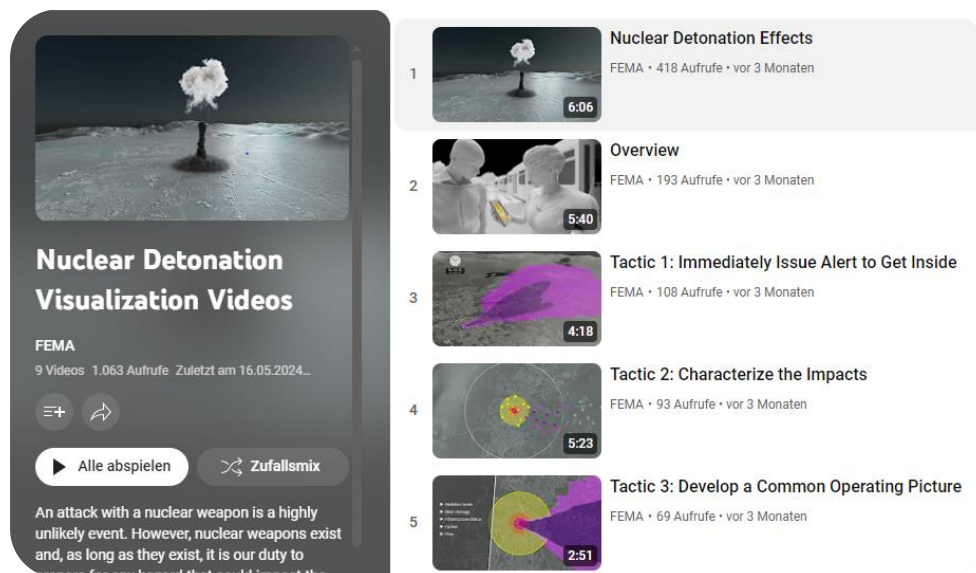 Nuclear Detonation
Visualization Videos
FEMA
9 Videos 1.063 Aufrufe Zuletzt am 16.05.2024...
Alle abspielen
Zufallsmix
An attack with a nuclear weapon is a highly
unlikely event. However, nuclear weapons exist
and, as long as they exist, it is our duty to
1
6:06
Nuclear Detonation Effects
FEMA • 418 Aufrufe • vor 3 Monaten
2
5:40
Overview
FEMA • 193 Aufrufe • vor 3 Monaten
3
4:18
Tactic 1: Immediately Issue Alert to Get Inside
FEMA • 108 Aufrufe • vor 3 Monaten
4
5:23
Tactic 2: Characterize the Impacts
FEMA • 93 Aufrufe • vor 3 Monaten
5
2:51
Tactic 3: Develop a Common Operating Picture
FEMA • 69 Aufrufe • vor 3 Monaten